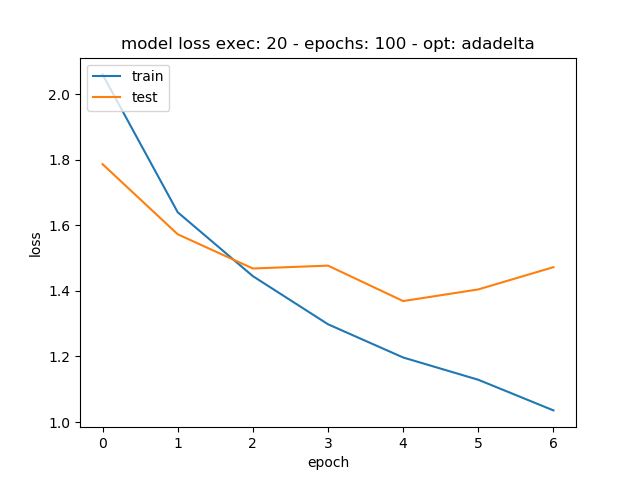 model loss exec: 20 - epochs: 100 - opt: adadelta
train
test
2.0
1.8
1.6
1.4
1.2
1.0
loss
0 1 2 3 4 5 6
epoch